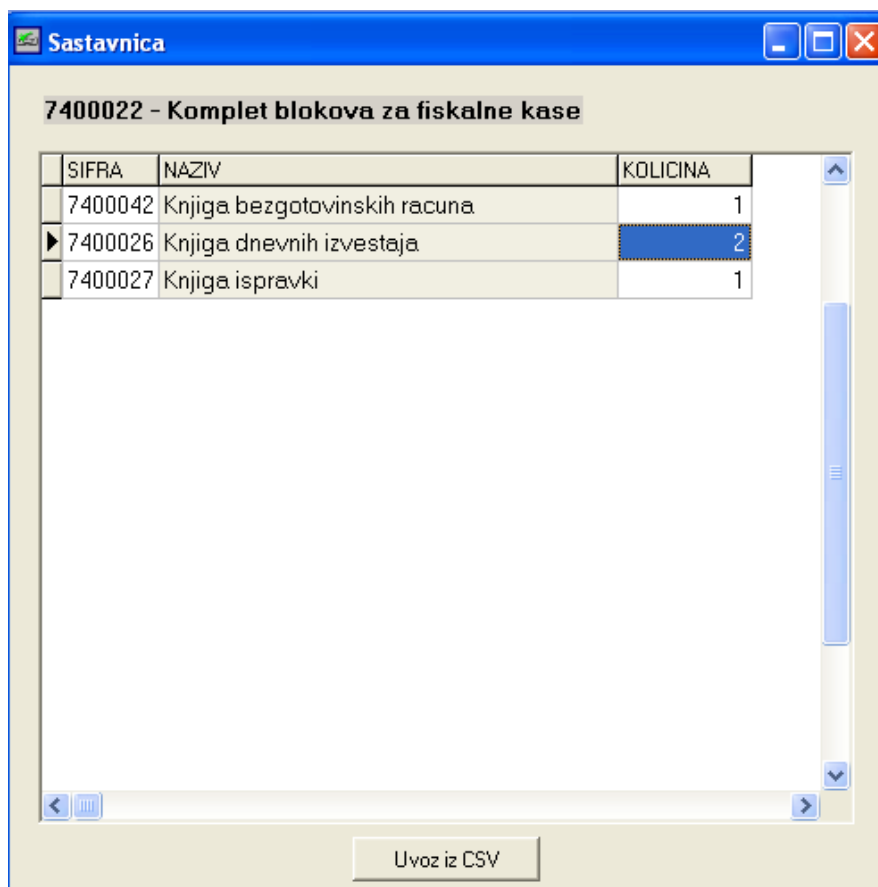 Sastavnica
7400022 - Komplet blokova za fiskalne kase
SIFRA NAZIV KOLICINA
7400042 Knjiga bezgotovinskih racuna 1
7400026 Knjiga dnevnih izvestaja 2
7400027 Knjiga ispravki 1
Uvoz iz CSV